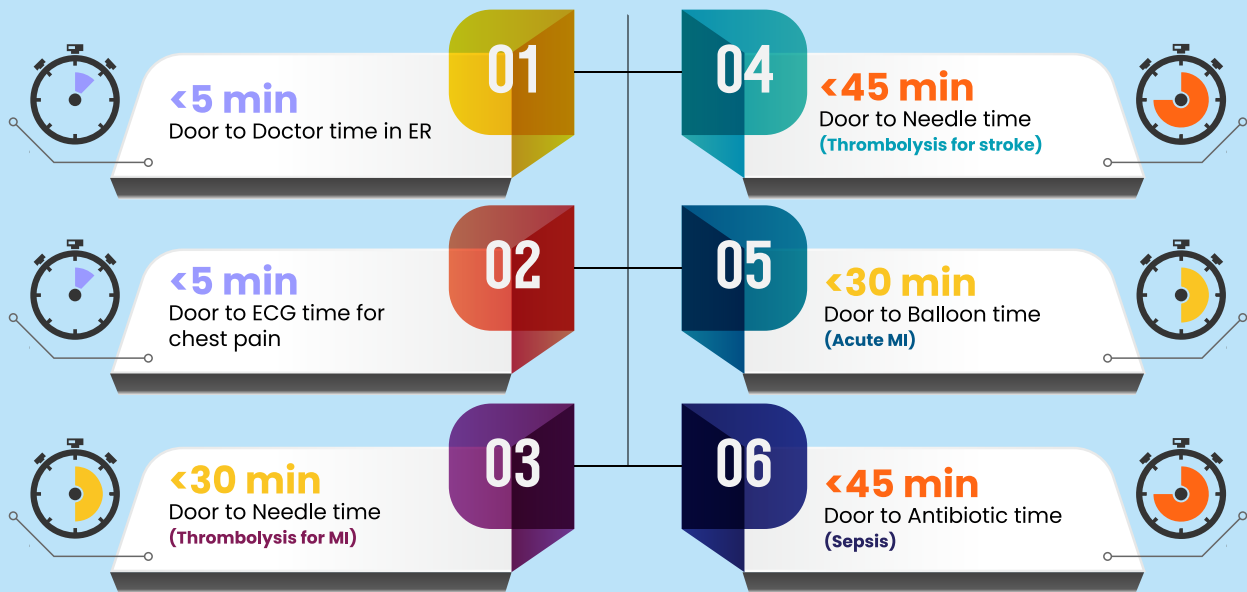 01
<5 min
Door to Doctor time in ER
02
<5 min
Door to ECG time for
chest pain
03
<30 min
Door to Needle time
(Thrombolysis for MI)
04
<45 min
Door to Needle time
(Thrombolysis for stroke)
05
<30 min
Door to Balloon time
(Acute MI)
06
<45 min
Door to Antibiotic time
(Sepsis)